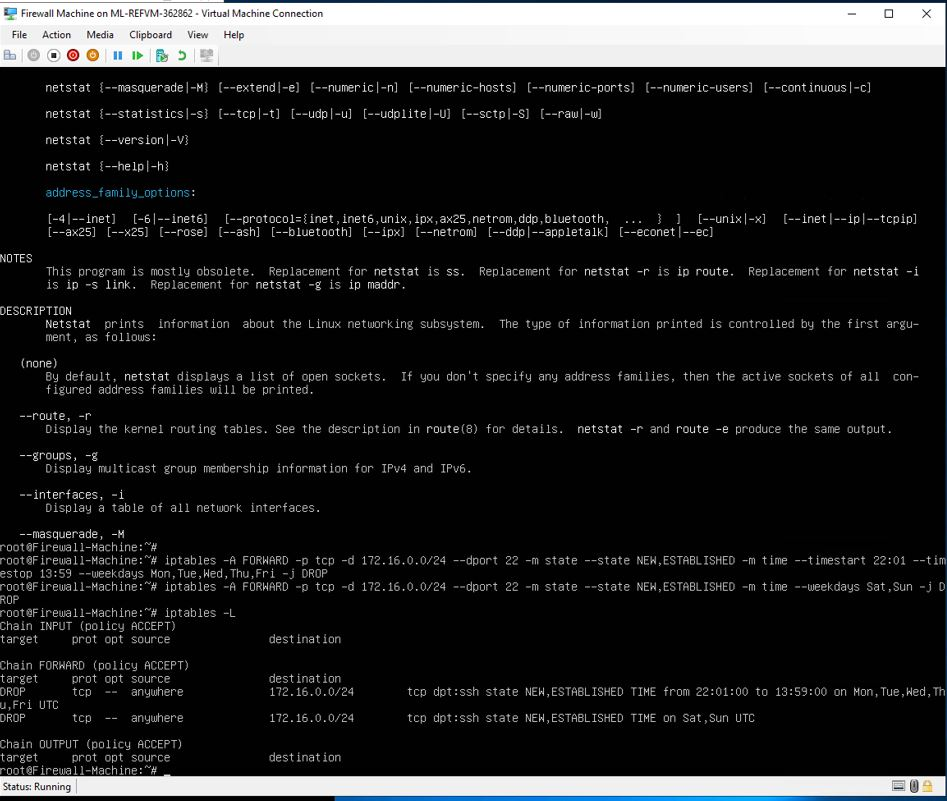 Firewall Machine on ML-REFVM-362862 - Virtual Machine Connection
File Action Media Clipboard View Help
netstat {--masquerade|-M} [--extend|-e] [--numeric|-n] [--numeric-hosts] [--numeric-ports] [--numeric-users] [--continuous|-c]
netstat {--statistics|-s} [--tcp|-t] [--udp|-u] [--udplite|-U] [--sctp|-S] [--raw|-w]
netstat {--version|-V}
netstat {--help|-h}
address_family_options:
[-4|--inet] [-6|--inet6] [--protocol={inet,inet6,unix,ipx,ax25,netrom,ddp,bluetooth, ... } ] [--unix|-x] [--inet|--ip|--tcpip]
[--ax25] [--x25] [--rose] [--ash] [--bluetooth] [--ipx] [--netrom] [--ddp|--appletalk] [--econet|--ec]
NOTES
This program is mostly obsolete. Replacement for netstat is ss. Replacement for netstat -r is ip route. Replacement for netstat -i
is ip -s link. Replacement for netstat -g is ip maddr.
DESCRIPTION
Netstat prints information about the Linux networking subsystem. The type of information printed is controlled by the first argu-
ment, as follows:
(none)
By default, netstat displays a list of open sockets. If you don't specify any address families, then the active sockets of all con-
figured address families will be printed.
--route, -r
Display the kernel routing tables. See the description in route(8) for details. netstat -r and route -e produce the same output.
--groups, -g
Display multicast group membership information for IPv4 and IPv6.
--interfaces, -i
Display a table of all network interfaces.
--masquerade, -M
root@Firewall-Machine:~#
root@Firewall-Machine:~# iptables -A FORWARD -p tcp -d 172.16.0.0/24 --dport 22 -m state --state NEW,ESTABLISHED -m time --timestart 22:01 --tim
estop 13:59 --weekdays Mon,Tue,Wed,Thu,Fri -j DROP
root@Firewall-Machine:~# iptables -A FORWARD -p tcp -d 172.16.0.0/24 --dport 22 -m state --state NEW,ESTABLISHED -m time --weekdays Sat,Sun -j D
ROP
root@Firewall-Machine:~# iptables -L
Chain INPUT (policy ACCEPT)
target prot opt source destination
Chain FORWARD (policy ACCEPT)
target prot opt source destination
DROP tcp -- anywhere 172.16.0.0/24 tcp dpt:ssh state NEW,ESTABLISHED TIME from 22:01:00 to 13:59:00 on Mon,Tue,Wed,Th
u,Fri UTC
DROP tcp -- anywhere 172.16.0.0/24 tcp dpt:ssh state NEW,ESTABLISHED TIME on Sat,Sun UTC
Chain OUTPUT (policy ACCEPT)
target prot opt source destination
root@Firewall-Machine:~# _
Status: Running